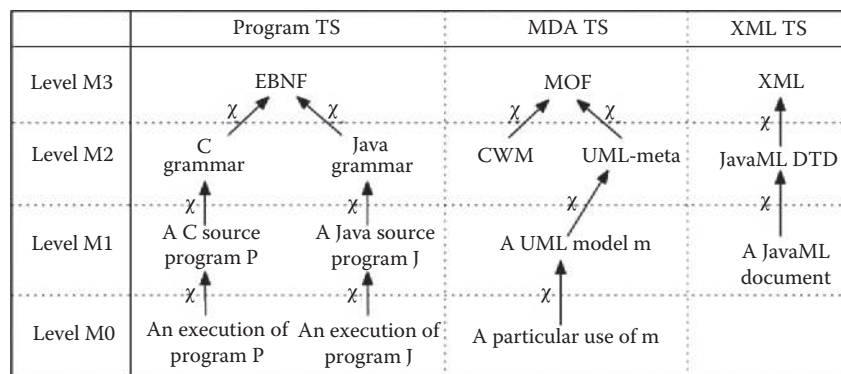 Program TS MDA TS XML TS
Level M3 EBNF MOF XML
χ χ χ χ χ
Level M2 C grammar Java grammar CWM UML-meta JavaML DTD
χ χ χ χ
Level M1 A C source program P A Java source program J A UML model m A JavaML document
χ χ χ
Level M0 An execution of program P An execution of program J A particular use of m